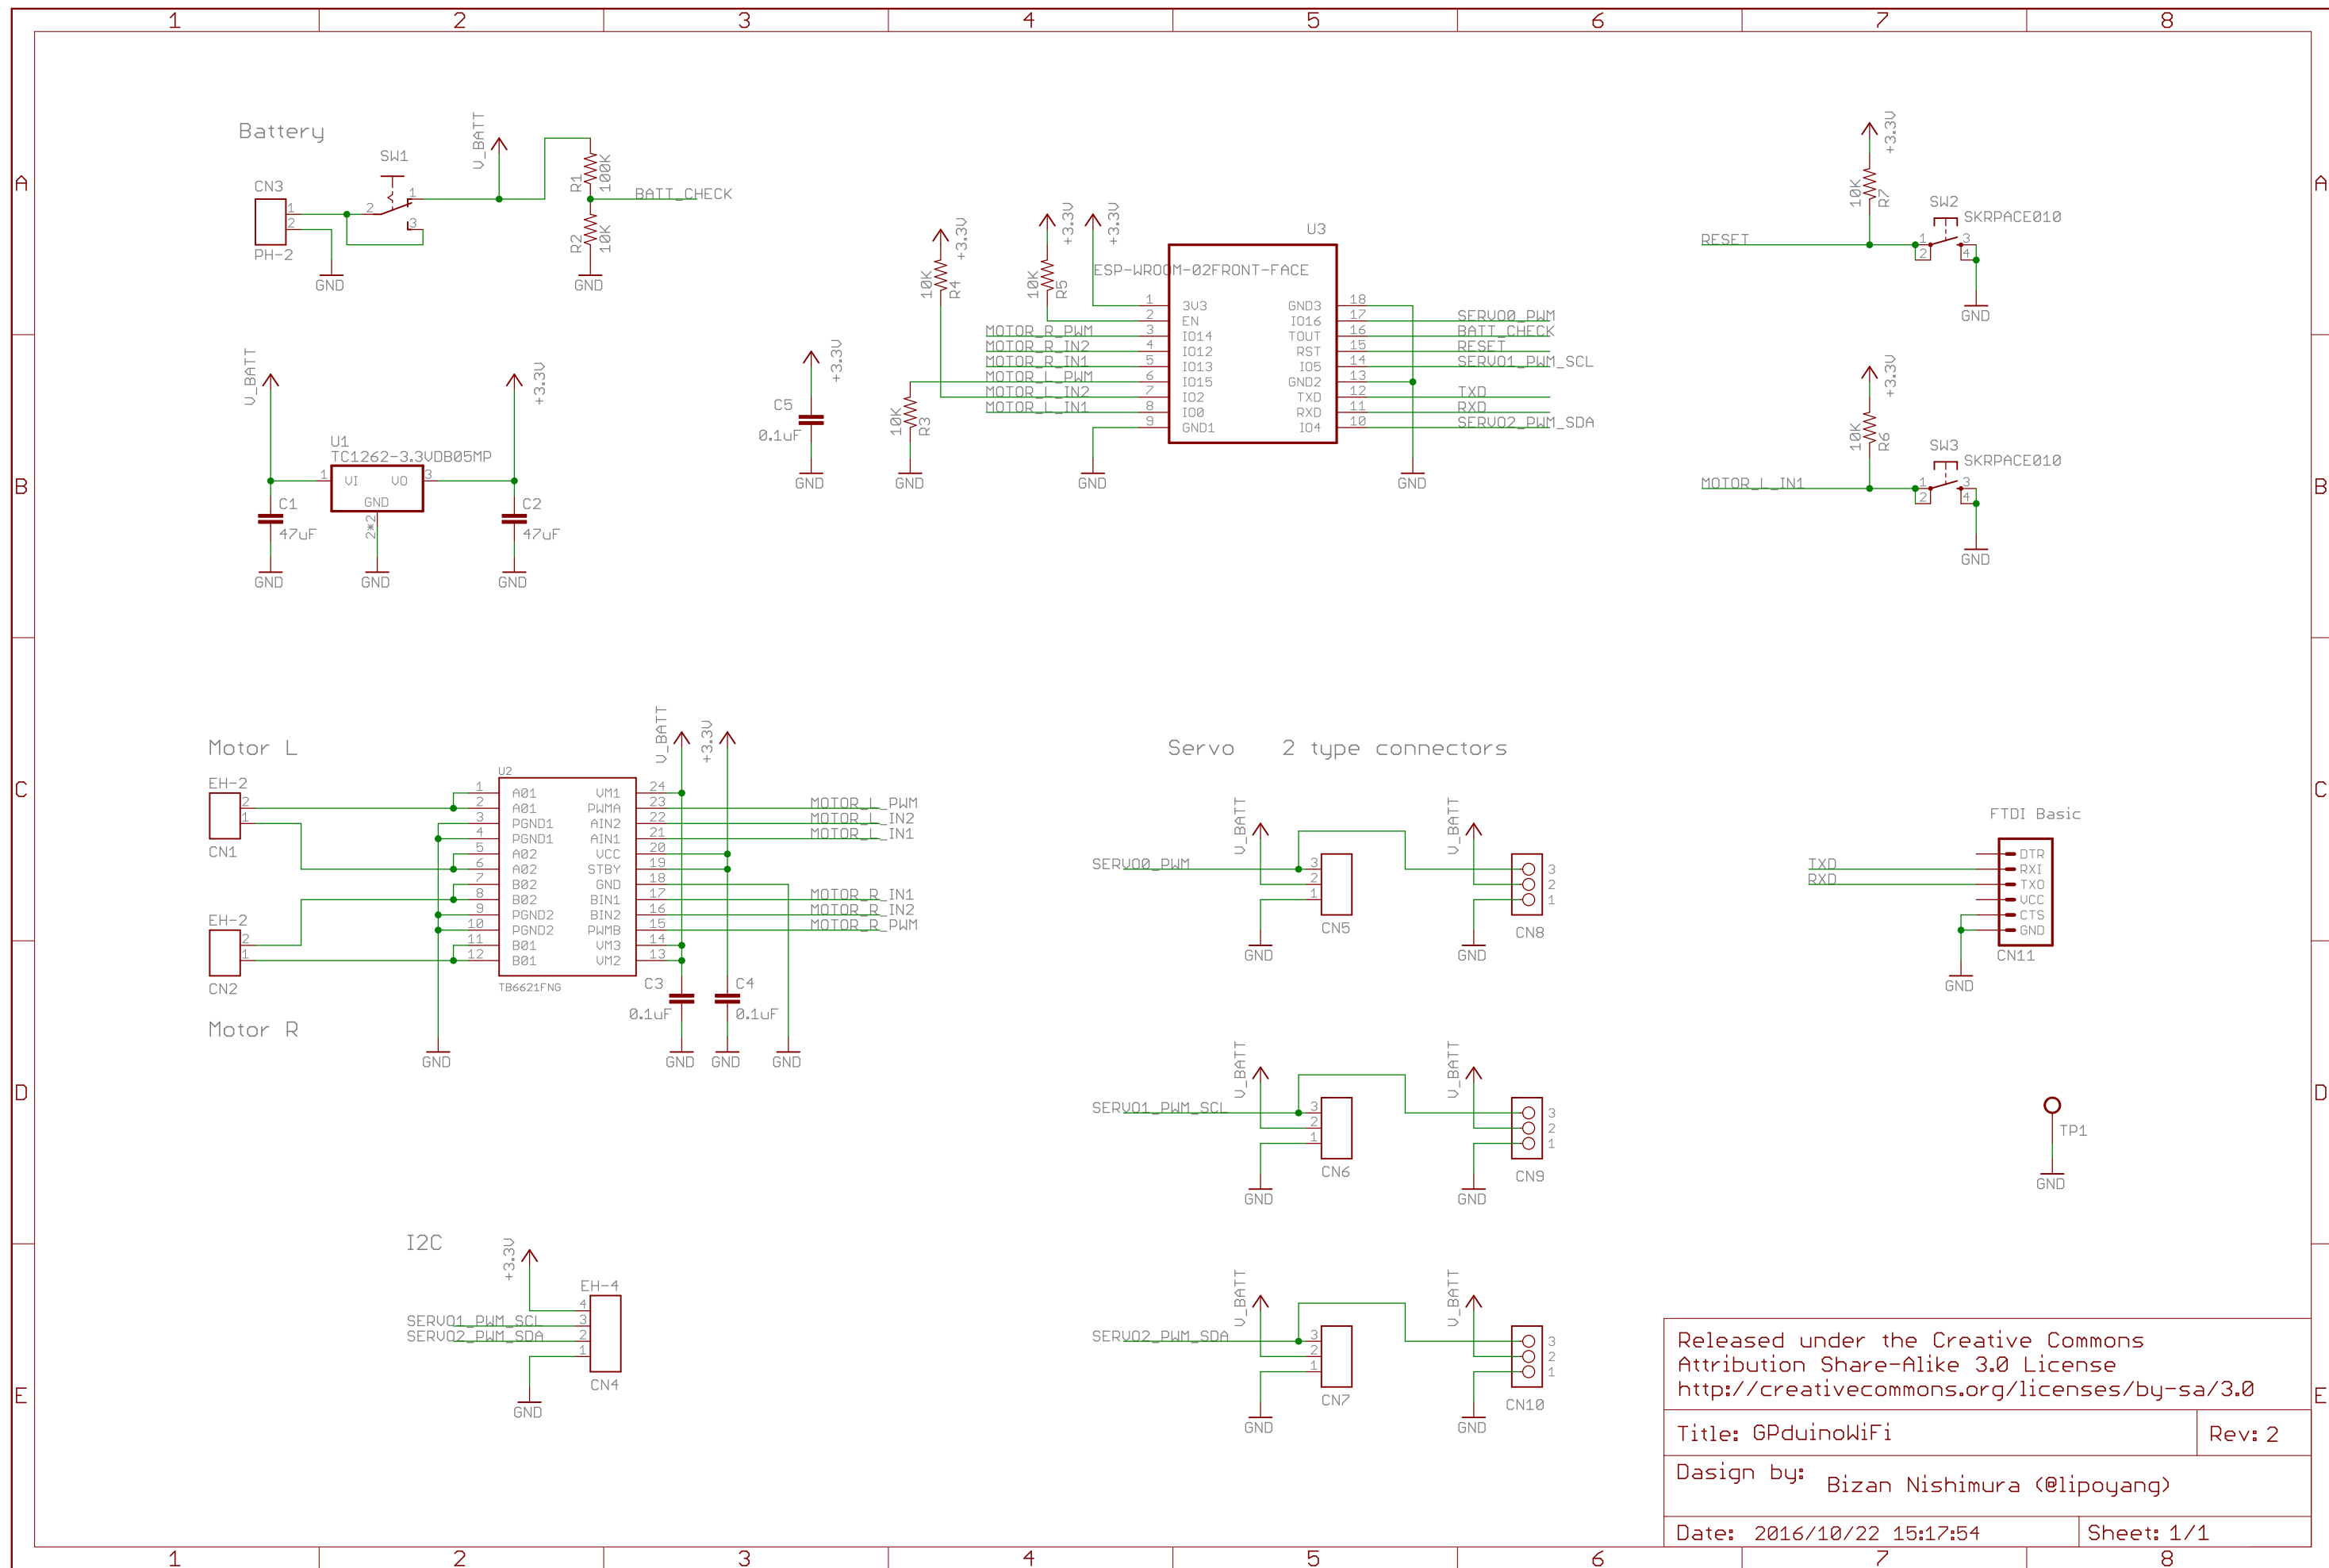 1 2 3 4 5 6 7 8
A
A
B
B
C
C
D
D
E
E
Battery
CN3
1
2
PH-2
GND
SW1
2
1
3
V_BATT
R1
100K
BATT_CHECK
R2
10K
GND
V_BATT
U1
TC1262-3.3VDB05MP
1
VI
VO
3
GND
2*2
C1
47uF
GND
GND
+3.3V
C2
47uF
GND
+3.3V
C5
0.1uF
GND
+3.3V
10K
R4
+3.3V
10K
R5
+3.3V
10K
R3
GND
GND
U3
ESP-WROOM-02FRONT-FACE
1 3V3 GND3 18
2 EN IO16 17 SERVO0_PWM
MOTOR_R_PWM 3 IO14 TOUT 16 BATT_CHECK
MOTOR_R_IN2 4 IO12 RST 15 RESET
MOTOR_R_IN1 5 IO13 IO5 14 SERVO1_PWM_SCL
MOTOR_L_PWM 6 IO15 GND2 13
MOTOR_L_IN2 7 IO2 TXD 12 TXD
MOTOR_L_IN1 8 IO0 RXD 11 RXD
9 GND1 IO4 10 SERVO2_PWM_SDA
GND
+3.3V
10K
R7
RESET
SW2
SKRPACE010
1 3
2 4
GND
+3.3V
10K
R6
MOTOR_L_IN1
SW3
SKRPACE010
1 3
2 4
GND
Motor L
EH-2
2
1
CN1
EH-2
2
1
CN2
Motor R
V_BATT
+3.3V
U2
1 A01 VM1 24
2 A01 PWMA 23 MOTOR_L_PWM
3 PGND1 AIN2 22 MOTOR_L_IN2
4 PGND1 AIN1 21 MOTOR_L_IN1
5 A02 VCC 20
6 A02 STBY 19
7 B02 GND 18
8 B02 BIN1 17 MOTOR_R_IN1
9 PGND2 BIN2 16 MOTOR_R_IN2
10 PGND2 PWMB 15 MOTOR_R_PWM
11 B01 VM3 14
12 B01 VM2 13
TB6621FNG
C3
0.1uF
C4
0.1uF
GND
GND
GND
GND
Servo 2 type connectors
V_BATT
V_BATT
SERVO0_PWM
3
2
1
CN5
GND
3
2
1
CN8
GND
V_BATT
V_BATT
SERVO1_PWM_SCL
3
2
1
CN6
GND
3
2
1
CN9
GND
V_BATT
V_BATT
SERVO2_PWM_SDA
3
2
1
CN7
GND
3
2
1
CN10
GND
FTDI Basic
DTR
TXD RXI
RXD TXO
VCC
CTS
GND
CN11
GND
TP1
GND
I2C
+3.3V
EH-4
4
SERVO1_PWM_SCL 3
SERVO2_PWM_SDA 2
1
CN4
GND
Released under the Creative Commons
Attribution Share-Alike 3.0 License
http://creativecommons.org/licenses/by-sa/3.0
Title: GPduinoWiFi
Rev: 2
Dasign by: Bizan Nishimura (@lipoyang)
Date: 2016/10/22 15:17:54
Sheet: 1/1
1 2 3 4 5 6 7 8